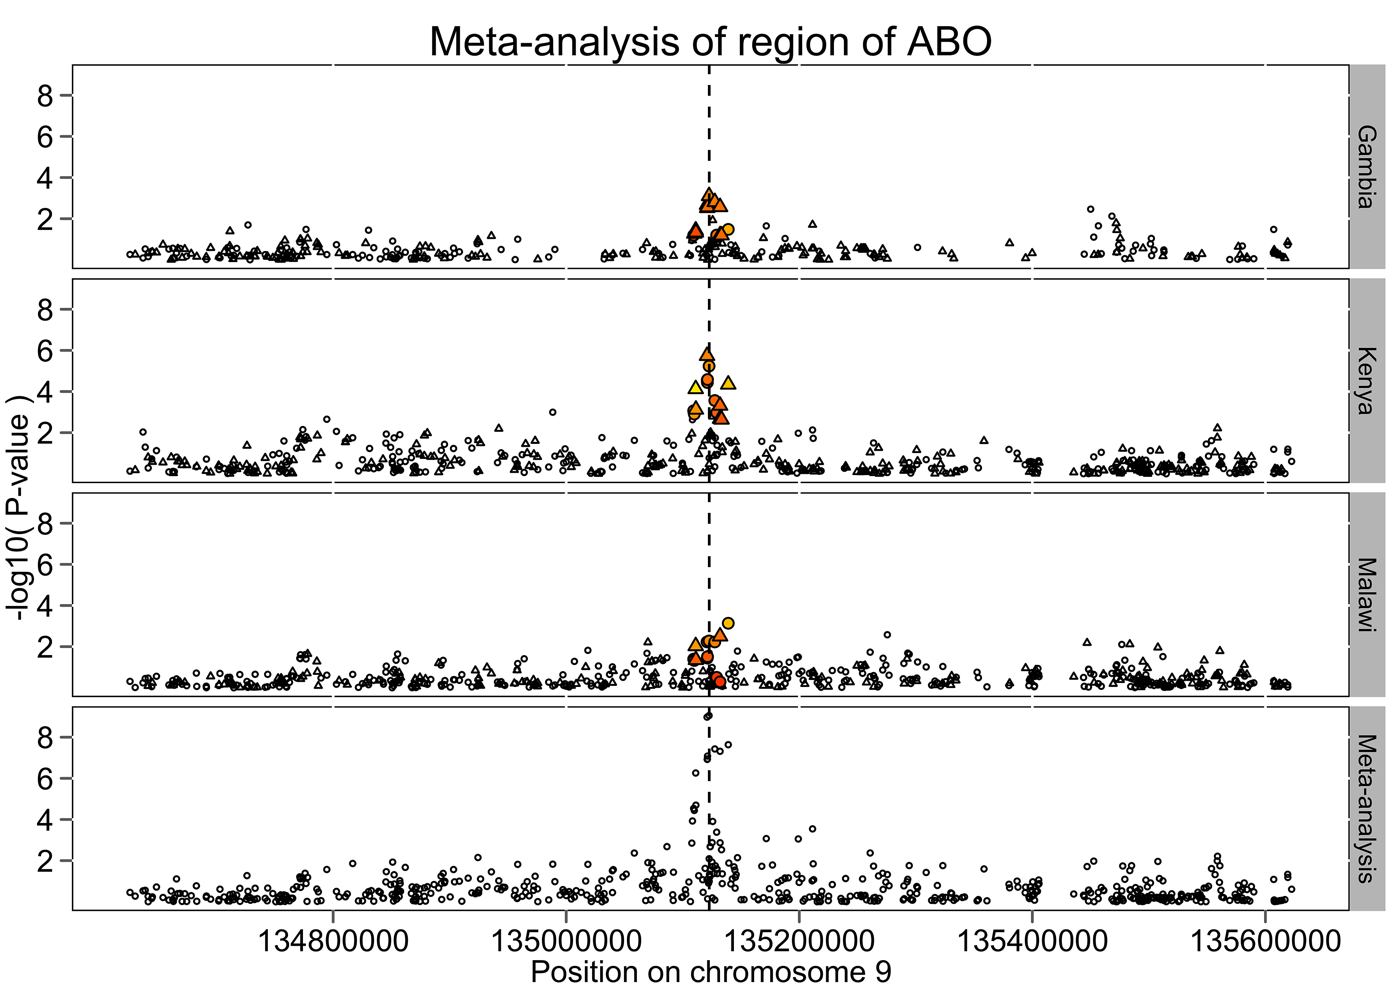 Meta-analysis of region of ABO
8
6
4
2
Gambia
8
6
4
2
Kenya
-log10( P-value )
8
6
4
2
Malawi
8
6
4
2
Meta-analysis
134800000 135000000 135200000 135400000 135600000
Position on chromosome 9